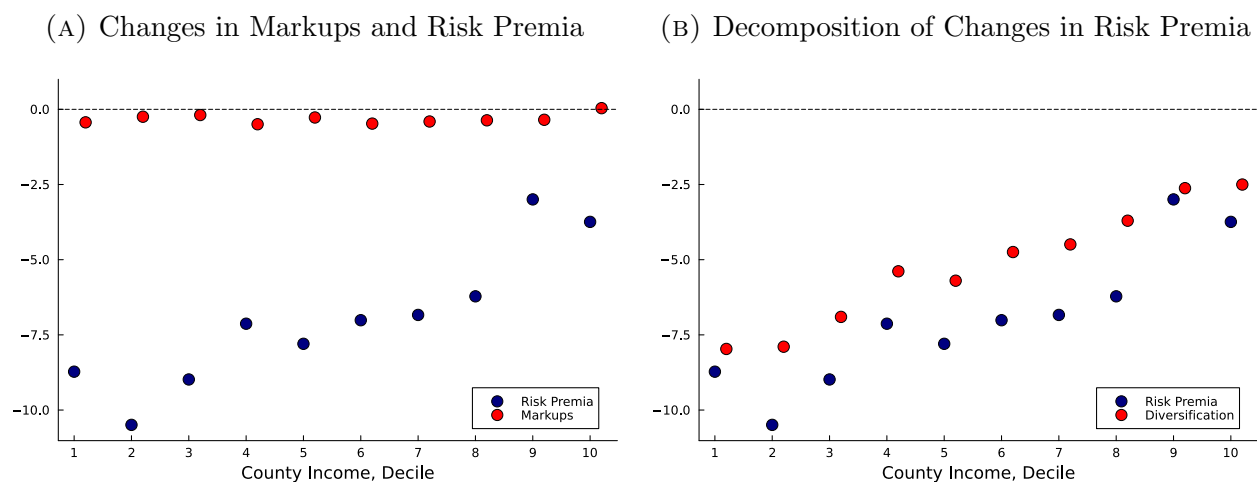 (A) Changes in Markups and Risk Premia
0.0
−2.5
−5.0
−7.5
−10.0
1 2 3 4 5 6 7 8 9 10
County Income, Decile
Risk Premia
Markups
(B) Decomposition of Changes in Risk Premia
0.0
−2.5
−5.0
−7.5
−10.0
1 2 3 4 5 6 7 8 9 10
County Income, Decile
Risk Premia
Diversification